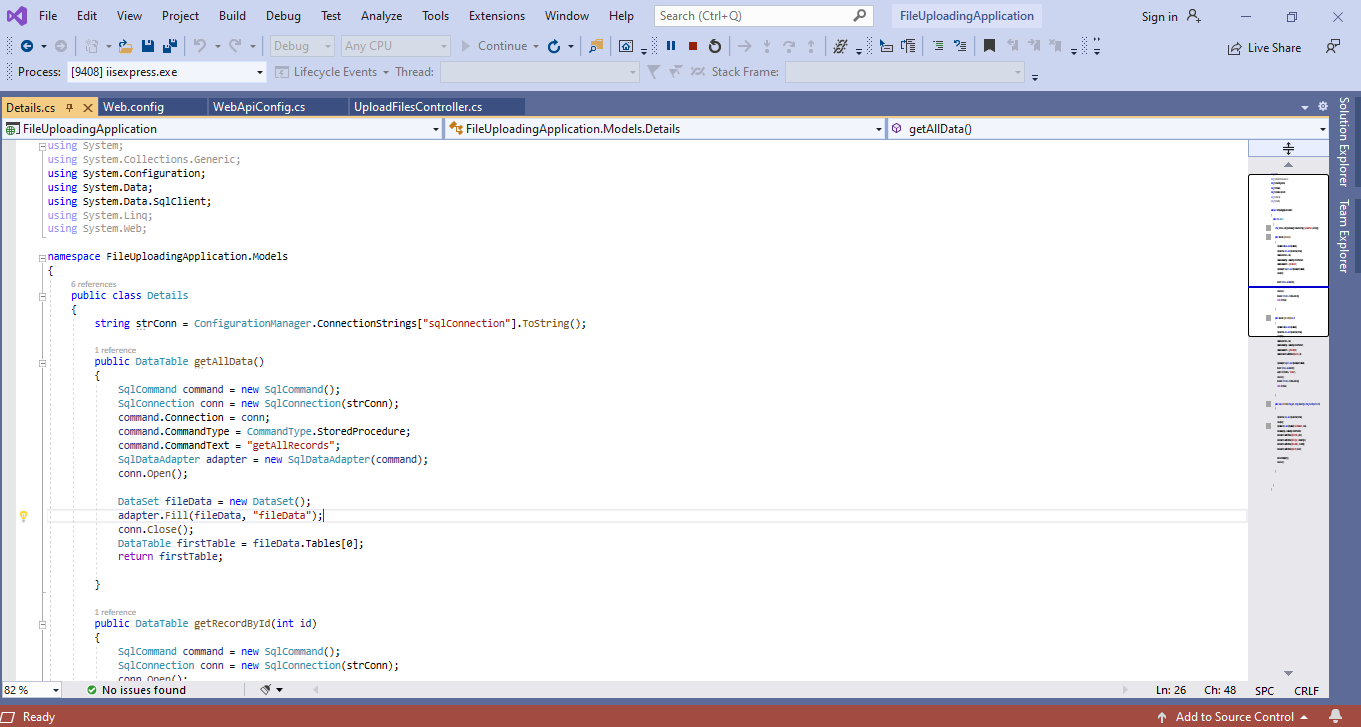 File Edit View Project Build Debug Test Analyze Tools Extensions Window Help Search (Ctrl+Q) FileUploadingApplication Sign in
Debug Any CPU Continue Live Share
Process: [9408] iisexpress.exe Lifecycle Events Thread: Stack Frame:
Details.cs Web.config WebApiConfig.cs UploadFilesController.cs
FileUploadingApplication FileUploadingApplication.Models.Details getAllData()
using System;
using System.Collections.Generic;
using System.Configuration;
using System.Data;
using System.Data.SqlClient;
using System.Linq;
using System.Web;
namespace FileUploadingApplication.Models
{
6 references
public class Details
{
string strConn = ConfigurationManager.ConnectionStrings["sqlConnection"].ToString();
1 reference
public DataTable getAllData()
{
SqlCommand command = new SqlCommand();
SqlConnection conn = new SqlConnection(strConn);
command.Connection = conn;
command.CommandType = CommandType.StoredProcedure;
command.CommandText = "getAllRecords";
SqlDataAdapter adapter = new SqlDataAdapter(command);
conn.Open();
DataSet fileData = new DataSet();
adapter.Fill(fileData, "fileData");
conn.Close();
DataTable firstTable = fileData.Tables[0];
return firstTable;
}
1 reference
public DataTable getRecordById(int id)
{
SqlCommand command = new SqlCommand();
SqlConnection conn = new SqlConnection(strConn);
conn.Open();
Solution Explorer
Team Explorer
82 % No issues found Ln: 26 Ch: 48 SPC CRLF
Ready Add to Source Control